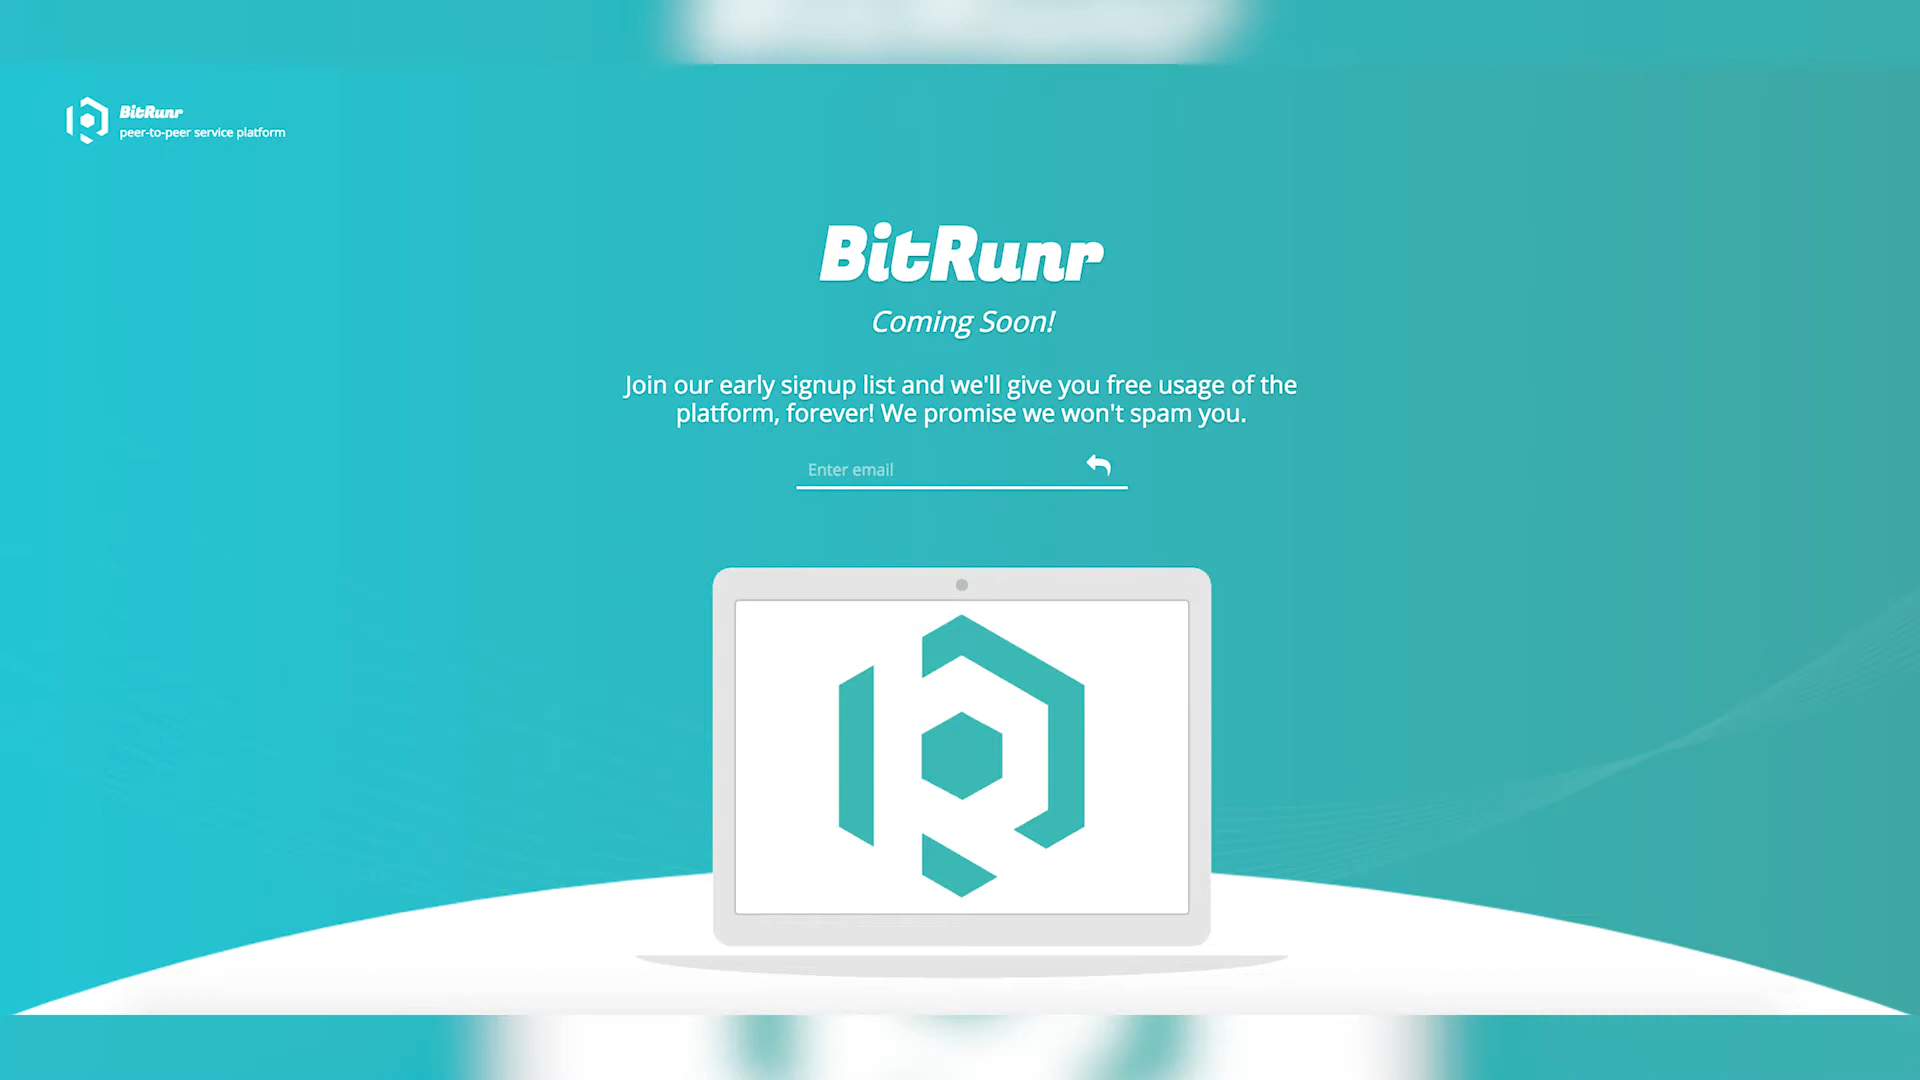 BitRunr
peer-to-peer service platform
BitRunr
Coming Soon!
Join our early signup list and we'll give you free usage of the
platform, forever! We promise we won't spam you.
Enter email